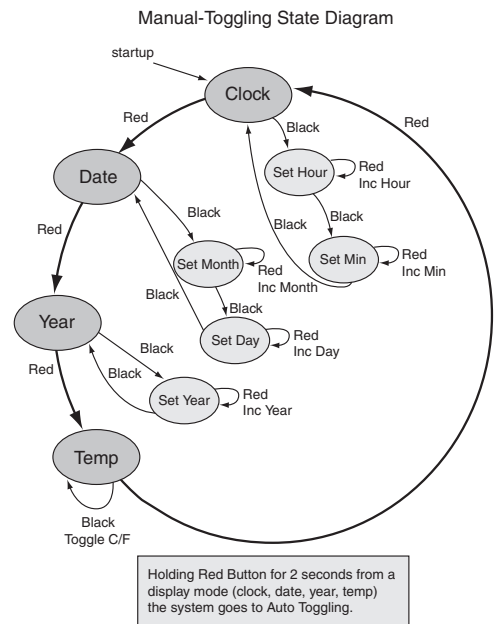 Manual-Toggling State Diagram
startup
Clock
Red
Black
Red
Set Hour
Red
Inc Hour
Date
Black
Black
Black
Red
Set Min
Red
Inc Min
Set Month
Red
Inc Month
Black
Black
Year
Set Day
Red
Inc Day
Black
Red
Black
Set Year
Red
Inc Year
Temp
Black
Toggle C/F
Holding Red Button for 2 seconds from a
display mode (clock, date, year, temp)
the system goes to Auto Toggling.